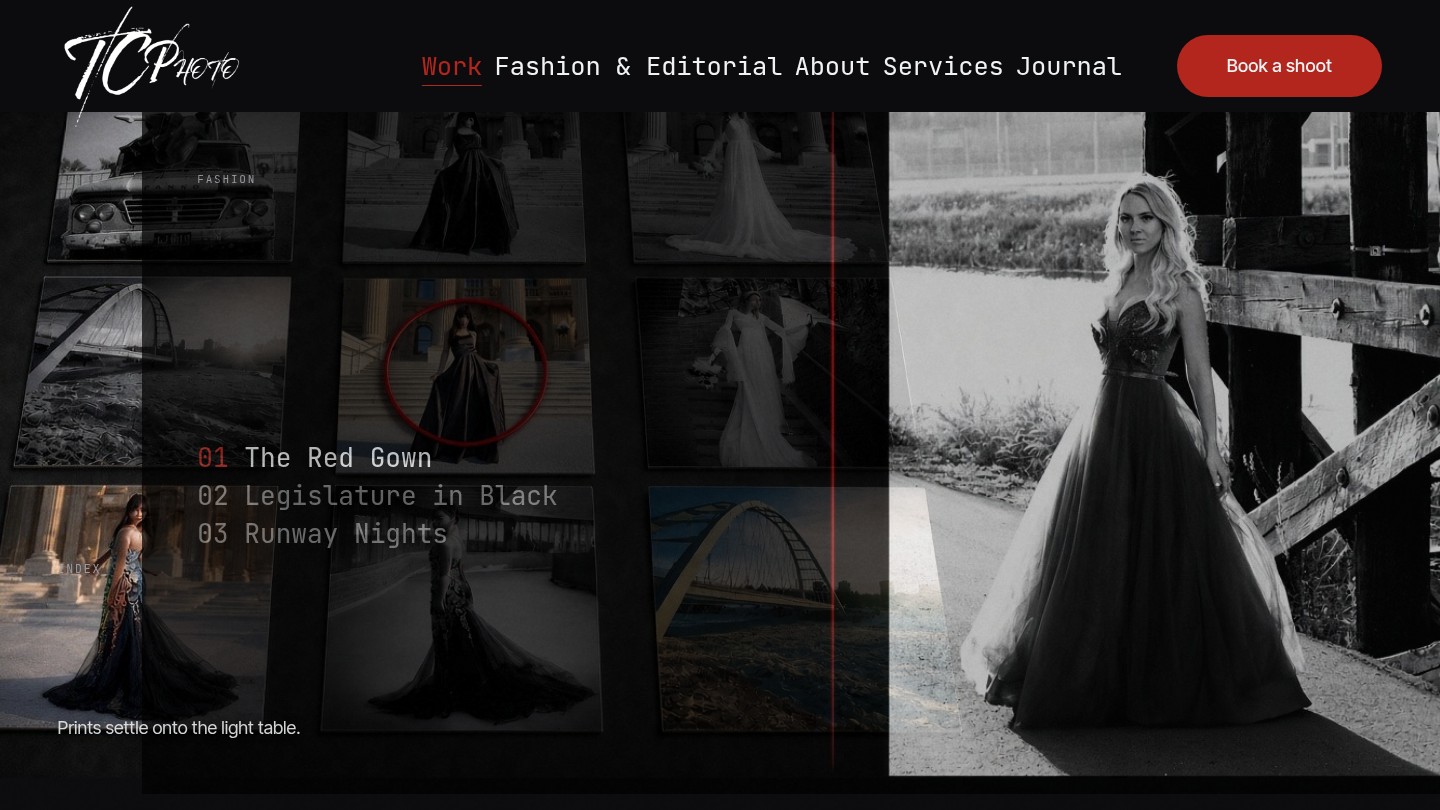 TCPHOTO
Work Fashion & Editorial About Services Journal
Book a shoot
FASHION
01 The Red Gown
02 Legislature in Black
03 Runway Nights
NDEX
Prints settle onto the light table.